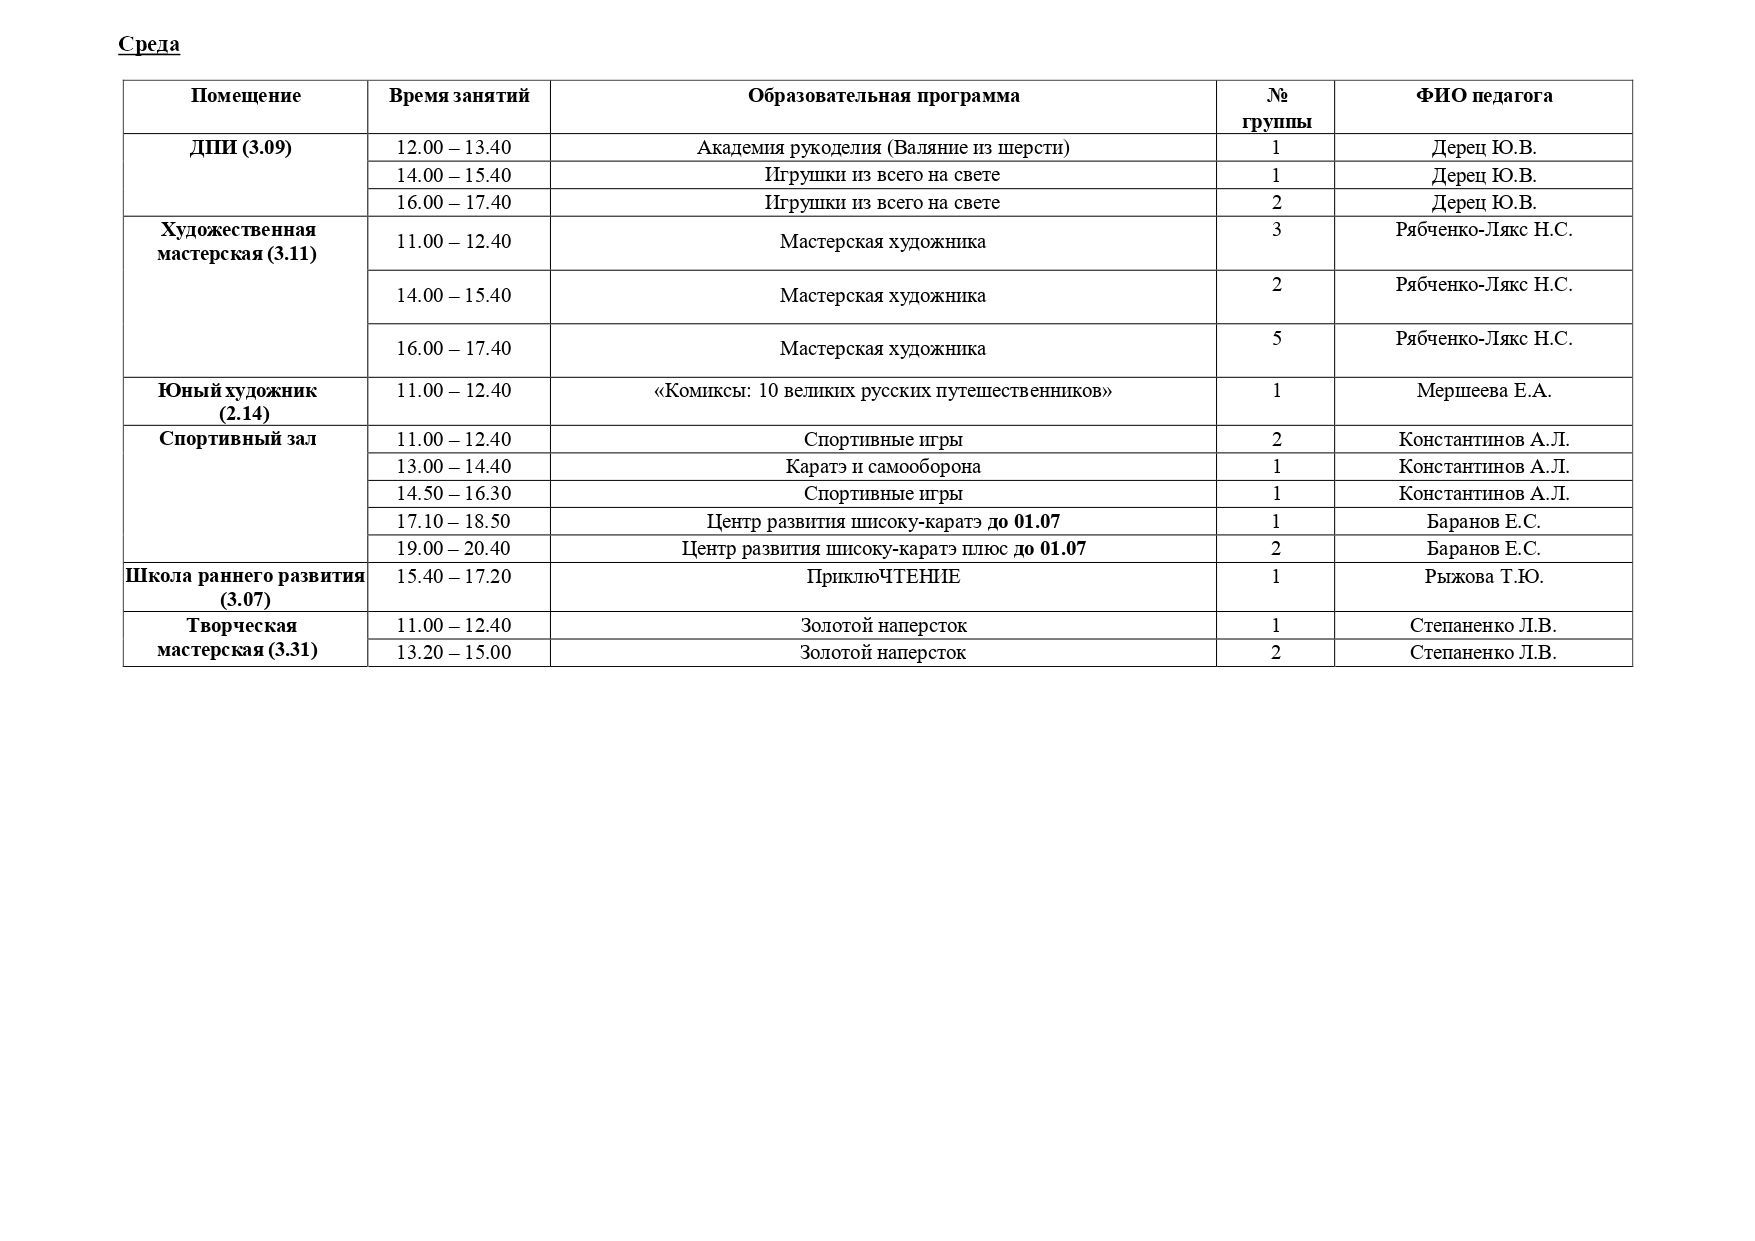 Среда
Помещение Время занятий Образовательная программа № группы ФИО педагога
ДПИ (3.09) 12.00 – 13.40 Академия рукоделия (Валяние из шерсти) 1 Дерец Ю.В.
14.00 – 15.40 Игрушки из всего на свете 1 Дерец Ю.В.
16.00 – 17.40 Игрушки из всего на свете 2 Дерец Ю.В.
Художественная мастерская (3.11) 11.00 – 12.40 Мастерская художника 3 Рябченко-Лякс Н.С.
14.00 – 15.40 Мастерская художника 2 Рябченко-Лякс Н.С.
16.00 – 17.40 Мастерская художника 5 Рябченко-Лякс Н.С.
Юный художник (2.14) 11.00 – 12.40 «Комиксы: 10 великих русских путешественников» 1 Мершеева Е.А.
Спортивный зал 11.00 – 12.40 Спортивные игры 2 Константинов А.Л.
13.00 – 14.40 Каратэ и самооборона 1 Константинов А.Л.
14.50 – 16.30 Спортивные игры 1 Константинов А.Л.
17.10 – 18.50 Центр развития шисоку-каратэ до 01.07 1 Баранов Е.С.
19.00 – 20.40 Центр развития шисоку-каратэ плюс до 01.07 2 Баранов Е.С.
Школа раннего развития (3.07) 15.40 – 17.20 ПриклюЧТЕНИЕ 1 Рыжова Т.Ю.
Творческая мастерская (3.31) 11.00 – 12.40 Золотой наперсток 1 Степаненко Л.В.
13.20 – 15.00 Золотой наперсток 2 Степаненко Л.В.